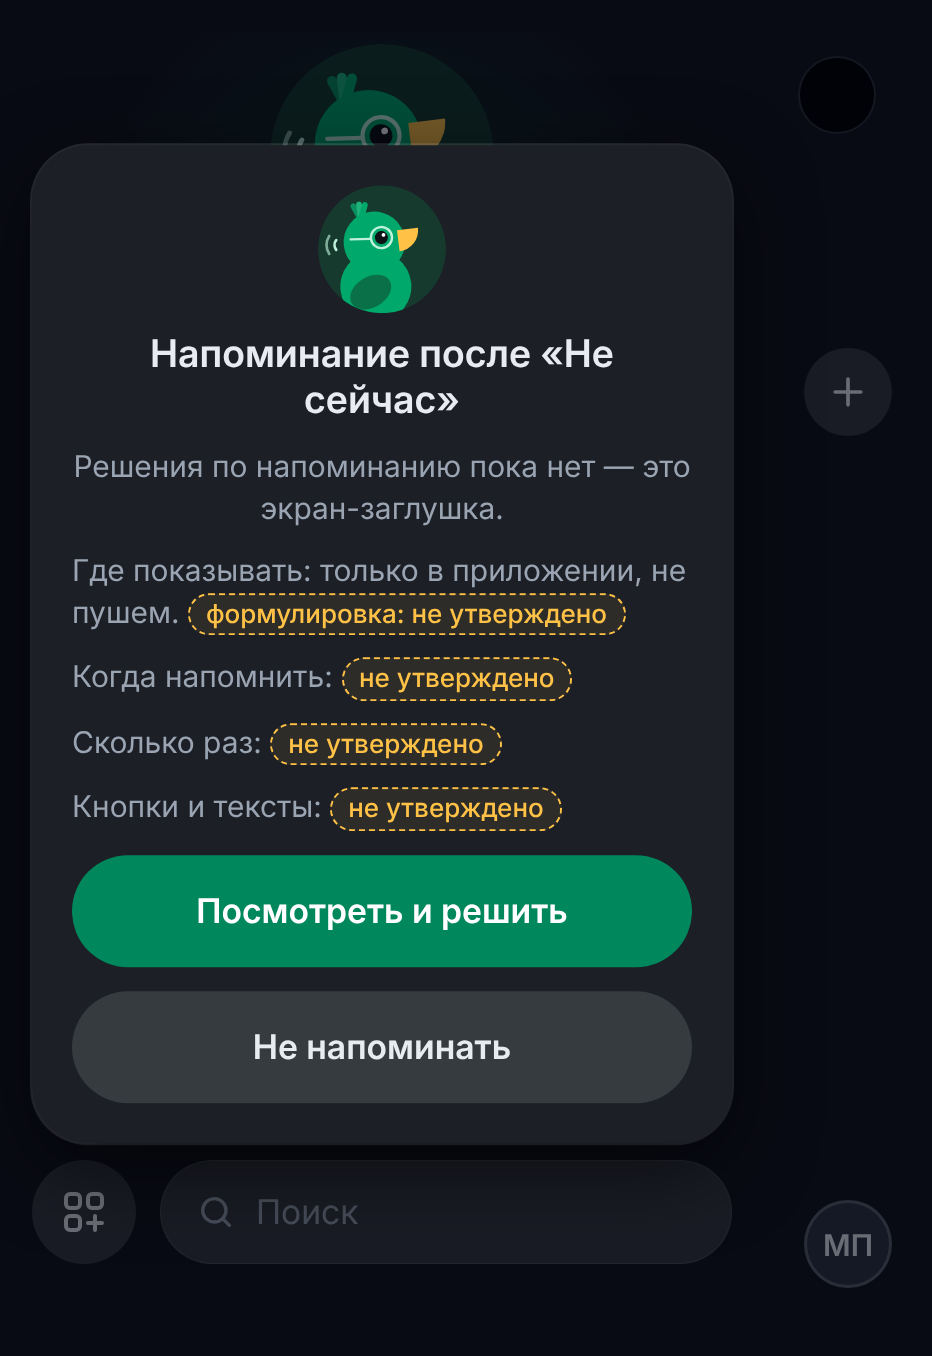 Напоминание после «Не
сейчас»
Решения по напоминанию пока нет — это
экран-заглушка.
Где показывать: только в приложении, не
пушем. формулировка: не утверждено
Когда напомнить: не утверждено
Сколько раз: не утверждено
Кнопки и тексты: не утверждено
Посмотреть и решить
Не напоминать
Поиск
МП